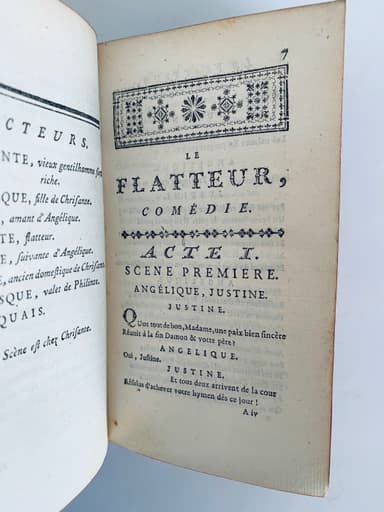 CTEURS.
NTE, vieux gentilhomme fort
riche.
QUE, fille de Chrisante.
, amant d'Angélique.
TE, flatteur.
E, suivante d'Angélique.
, ancien domestique de Chrisante
SQUE, valet de Philinte.
QUAIS.
Scène est chez Chrisante.
7
LE
FLATTEUR,
COMÉDIE.
ACTE I.
SCENE PREMIERE.
ANGÉLIQUE, JUSTINE.
JUSTINE.
Quoi tout de bon, Madame, une paix bien sincère
Réunit à la fin Damon & votre père?
ANGELIQUE.
Oui, Justine.
JUSTINE.
Et tous deux arrivent de la cour
Résolus d'achever votre hymen dès ce jour!
A iv